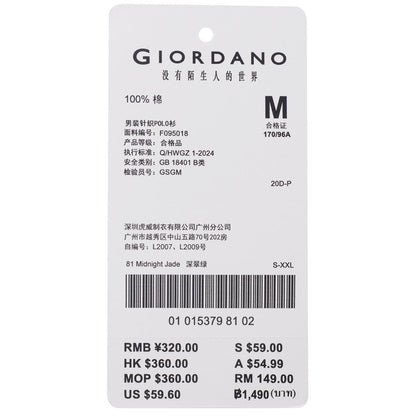 GIORDANO
没有陌生人的世界
100% 棉
M
合格证
170/96A
男装针织POLO衫
面料编号: F095018
产品等级: 合格品
执行标准: Q/HWGZ 1-2024
安全类别: GB 18401 B类
检验员号: GSGM
20D-P
深圳虎威制衣有限公司广州分公司
广州市越秀区中山五路70号202房
自编号: L2007、L2009号
81 Midnight Jade 深翠绿
S-XXL
01 015379 81 02
RMB ¥320.00 S $59.00
HK $360.00 A $54.99
MOP $360.00 RM 149.00
US $59.60 ฿1,490 (บาท)